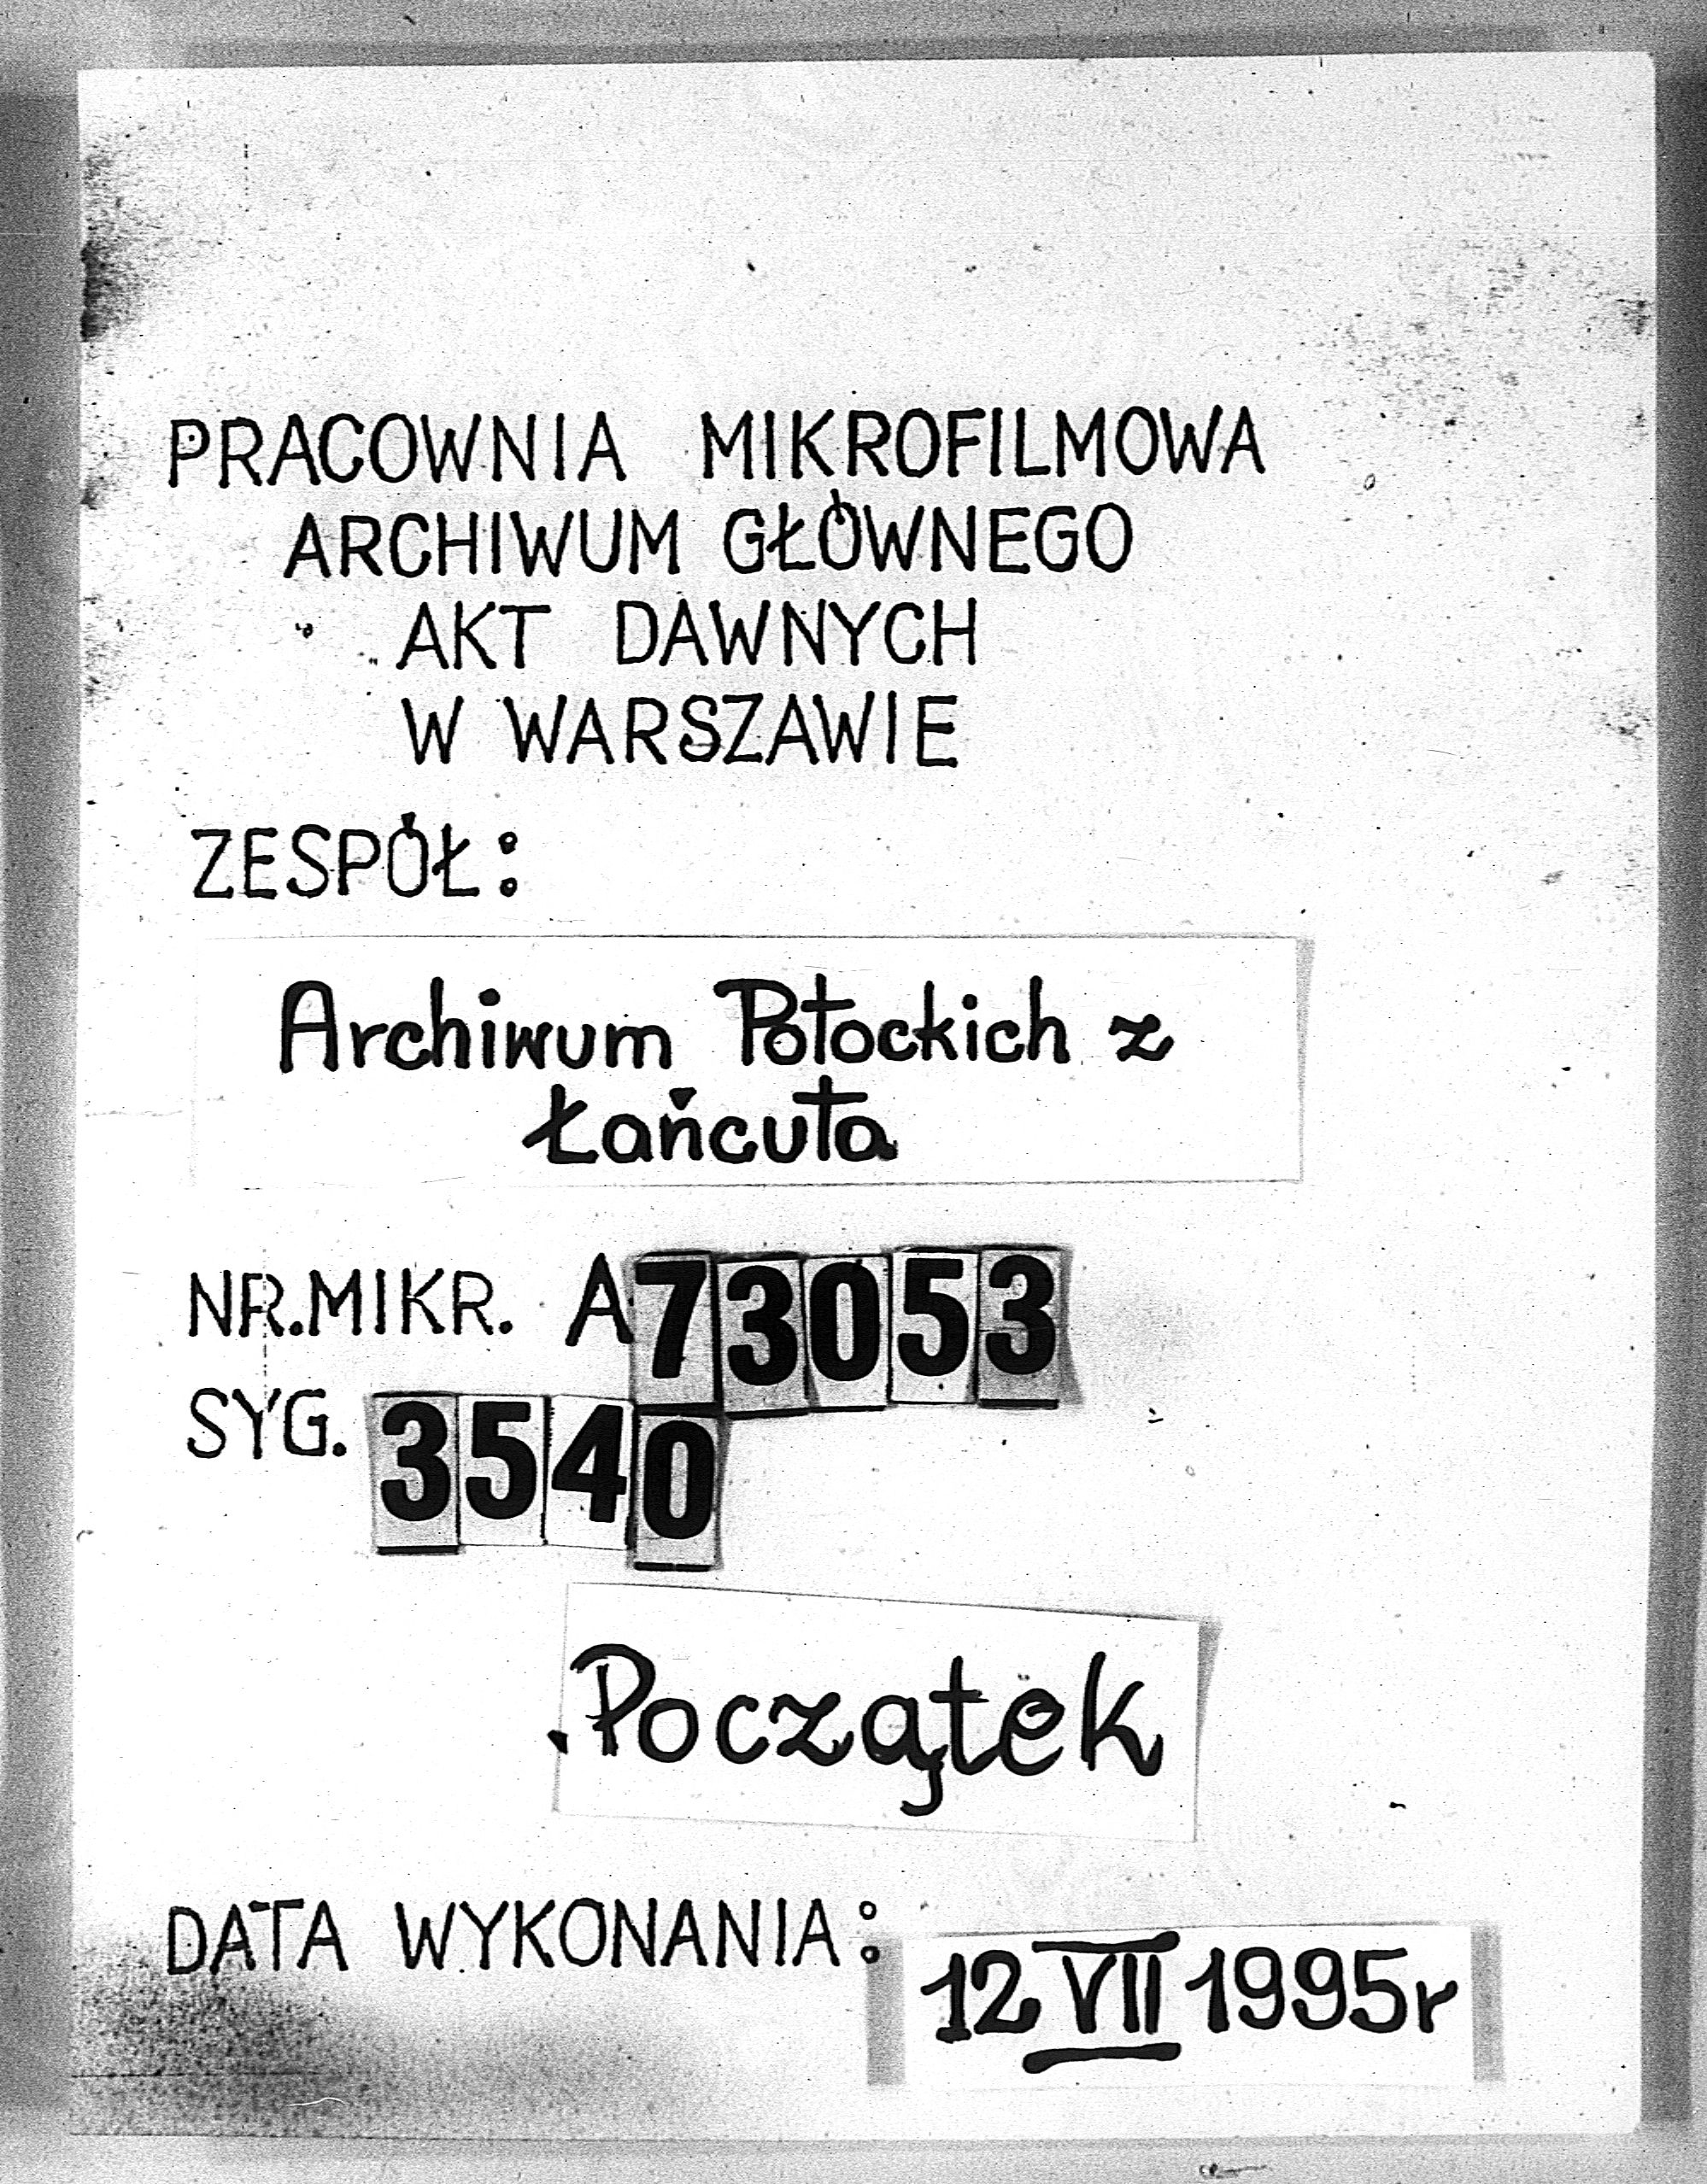 PRACOWNIA MIKROFILMOWA
ARCHIWUM GŁÓWNEGO
AKT DAWNYCH
W WARSZAWIE
ZESPÓŁ:
Archiwum Potockich z
Łańcuta
NR.MIKR. A73053
SYG. 3540
Początek
DATA WYKONANIA: 12 VII 1995r